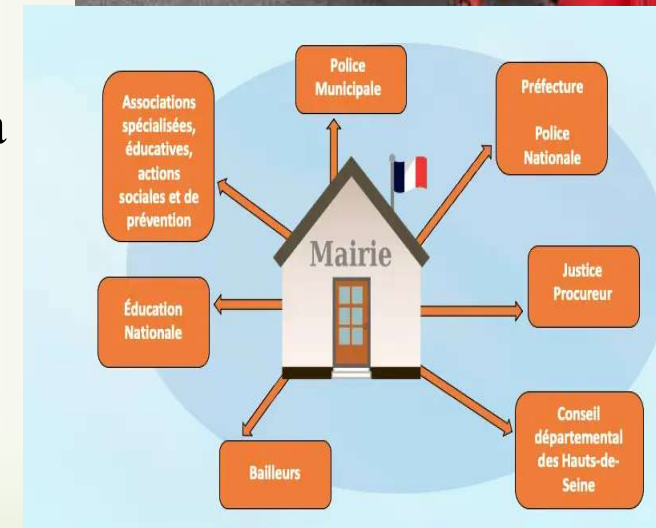 Police
Municipale
Préfecture
Police
Nationale
Associations
spécialisées,
éducatives,
actions
sociales et de
prévention
Mairie
Justice
Procureur
Éducation
Nationale
Conseil
départemental
des Hauts-de-
Seine
Bailleurs